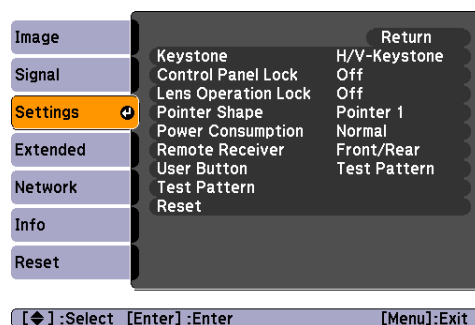 Image
Signal
Settings
Extended
Network
Info
Reset
Return
Keystone H/V-Keystone
Control Panel Lock Off
Lens Operation Lock Off
Pointer Shape Pointer 1
Power Consumption Normal
Remote Receiver Front/Rear
User Button Test Pattern
Test Pattern
Reset
[◆] :Select [Enter] :Enter [Menu]:Exit